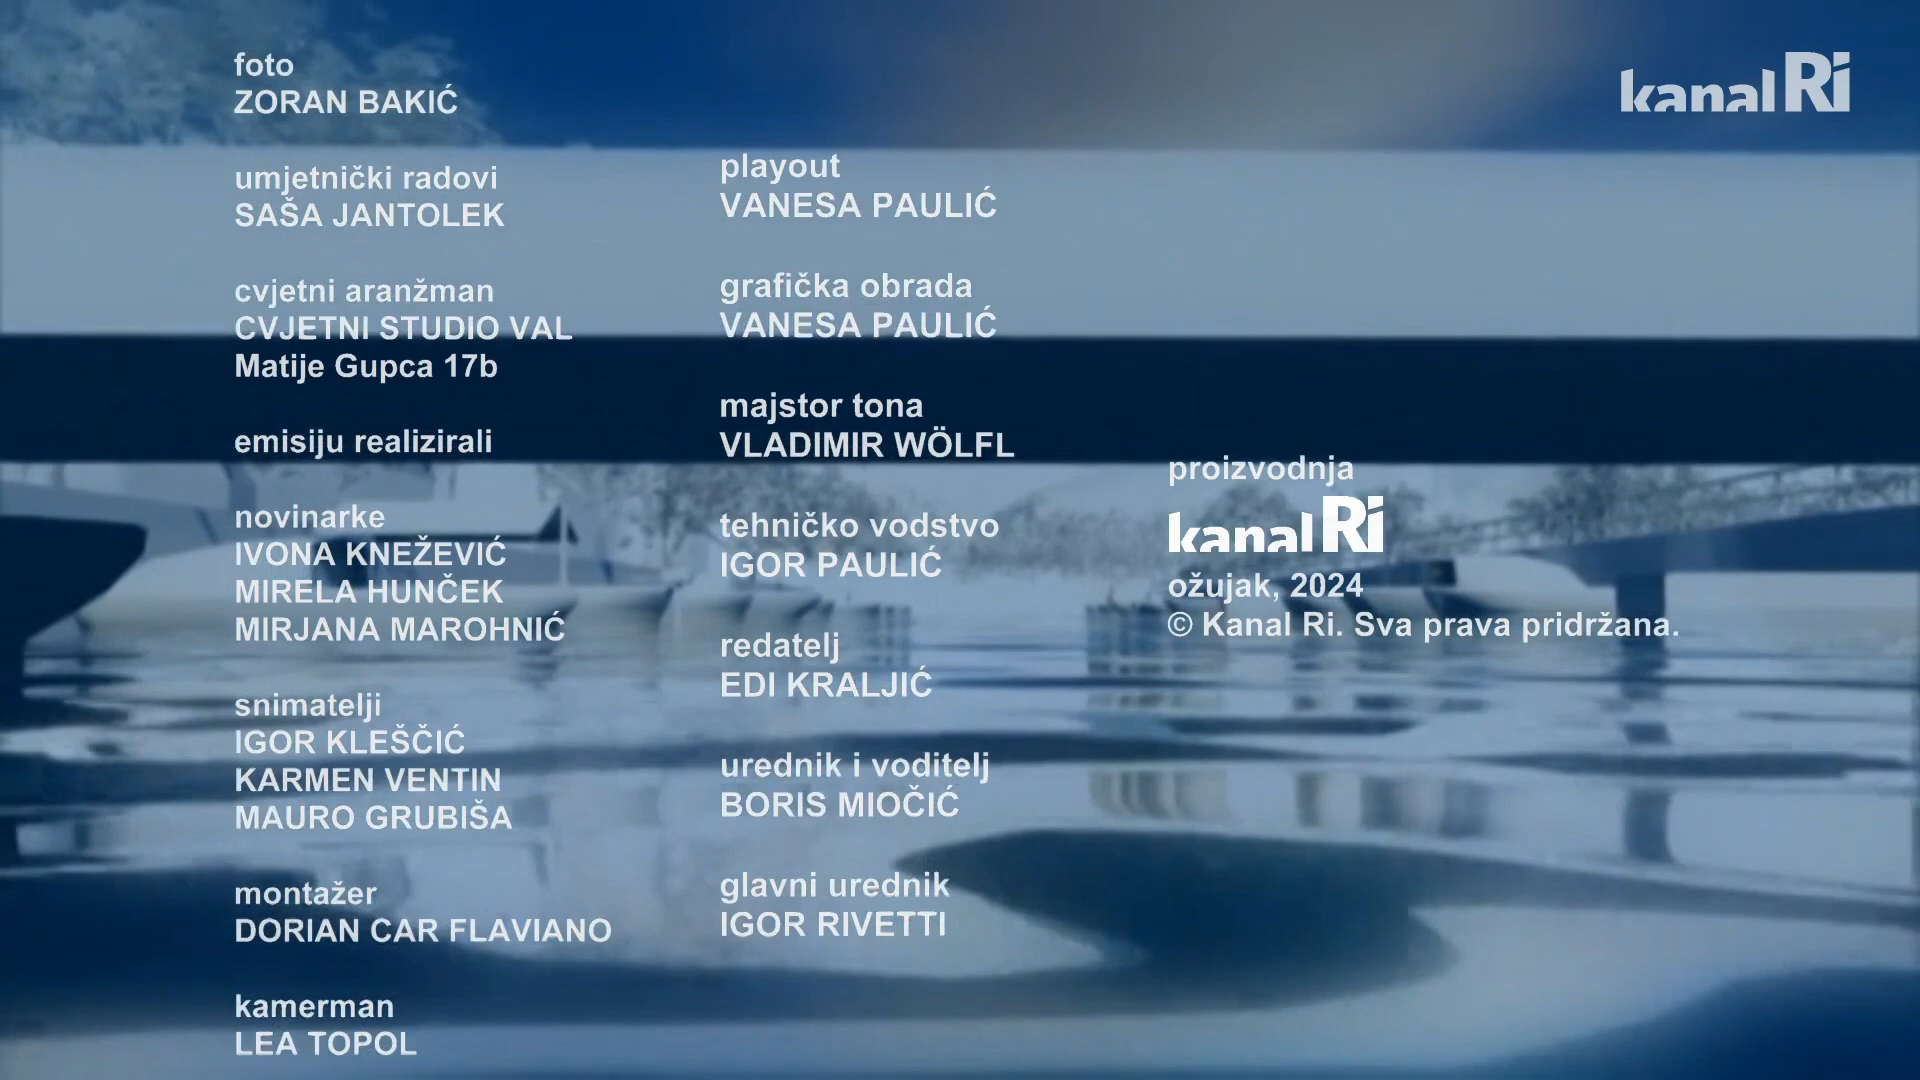 foto
ZORAN BAKIĆ
umjetnički radovi
SAŠA JANTOLEK
cvjetni aranžman
CVJETNI STUDIO VAL
Matije Gupca 17b
emisiju realizirali
novinarke
IVONA KNEŽEVIĆ
MIRELA HUNČEK
MIRJANA MAROHNIĆ
snimatelji
IGOR KLEŠČIĆ
KARMEN VENTIN
MAURO GRUBIŠA
montažer
DORIAN CAR FLAVIANO
kamerman
LEA TOPOL
playout
VANESA PAULIĆ
grafička obrada
VANESA PAULIĆ
majstor tona
VLADIMIR WÖLFL
tehničko vodstvo
IGOR PAULIĆ
redatelj
EDI KRALJIĆ
urednik i voditelj
BORIS MIOČIĆ
glavni urednik
IGOR RIVETTI
kanal Ri
proizvodnja
kanal Ri
ožujak, 2024
© Kanal Ri. Sva prava pridržana.